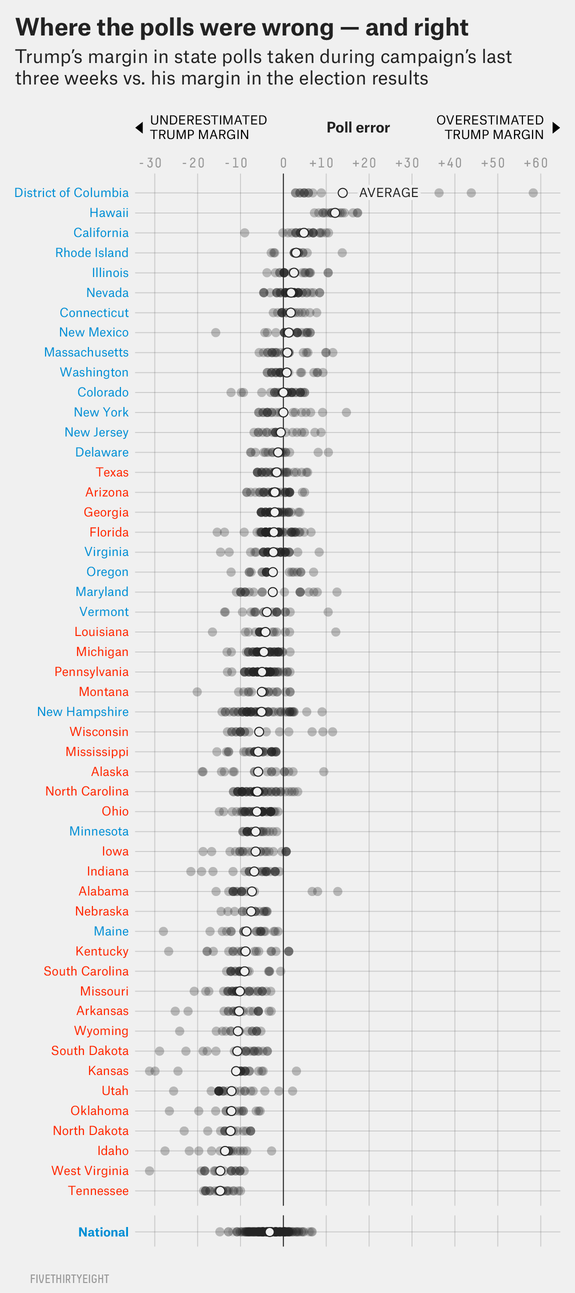 Where the polls were wrong — and right
Trump's margin in state polls taken during campaign's last
three weeks vs. his margin in the election results
UNDERESTIMATED
TRUMP MARGIN
Poll error
OVERESTIMATED
TRUMP MARGIN
-30 -20 -10 0 +10 +20 +30 +40 +50 +60
District of Columbia AVERAGE
Hawaii
California
Rhode Island
Illinois
Nevada
Connecticut
New Mexico
Massachusetts
Washington
Colorado
New York
New Jersey
Delaware
Texas
Arizona
Georgia
Florida
Virginia
Oregon
Maryland
Vermont
Louisiana
Michigan
Pennsylvania
Montana
New Hampshire
Wisconsin
Mississippi
Alaska
North Carolina
Ohio
Minnesota
Iowa
Indiana
Alabama
Nebraska
Maine
Kentucky
South Carolina
Missouri
Arkansas
Wyoming
South Dakota
Kansas
Utah
Oklahoma
North Dakota
Idaho
West Virginia
Tennessee
National
FIVETHIRTYEIGHT